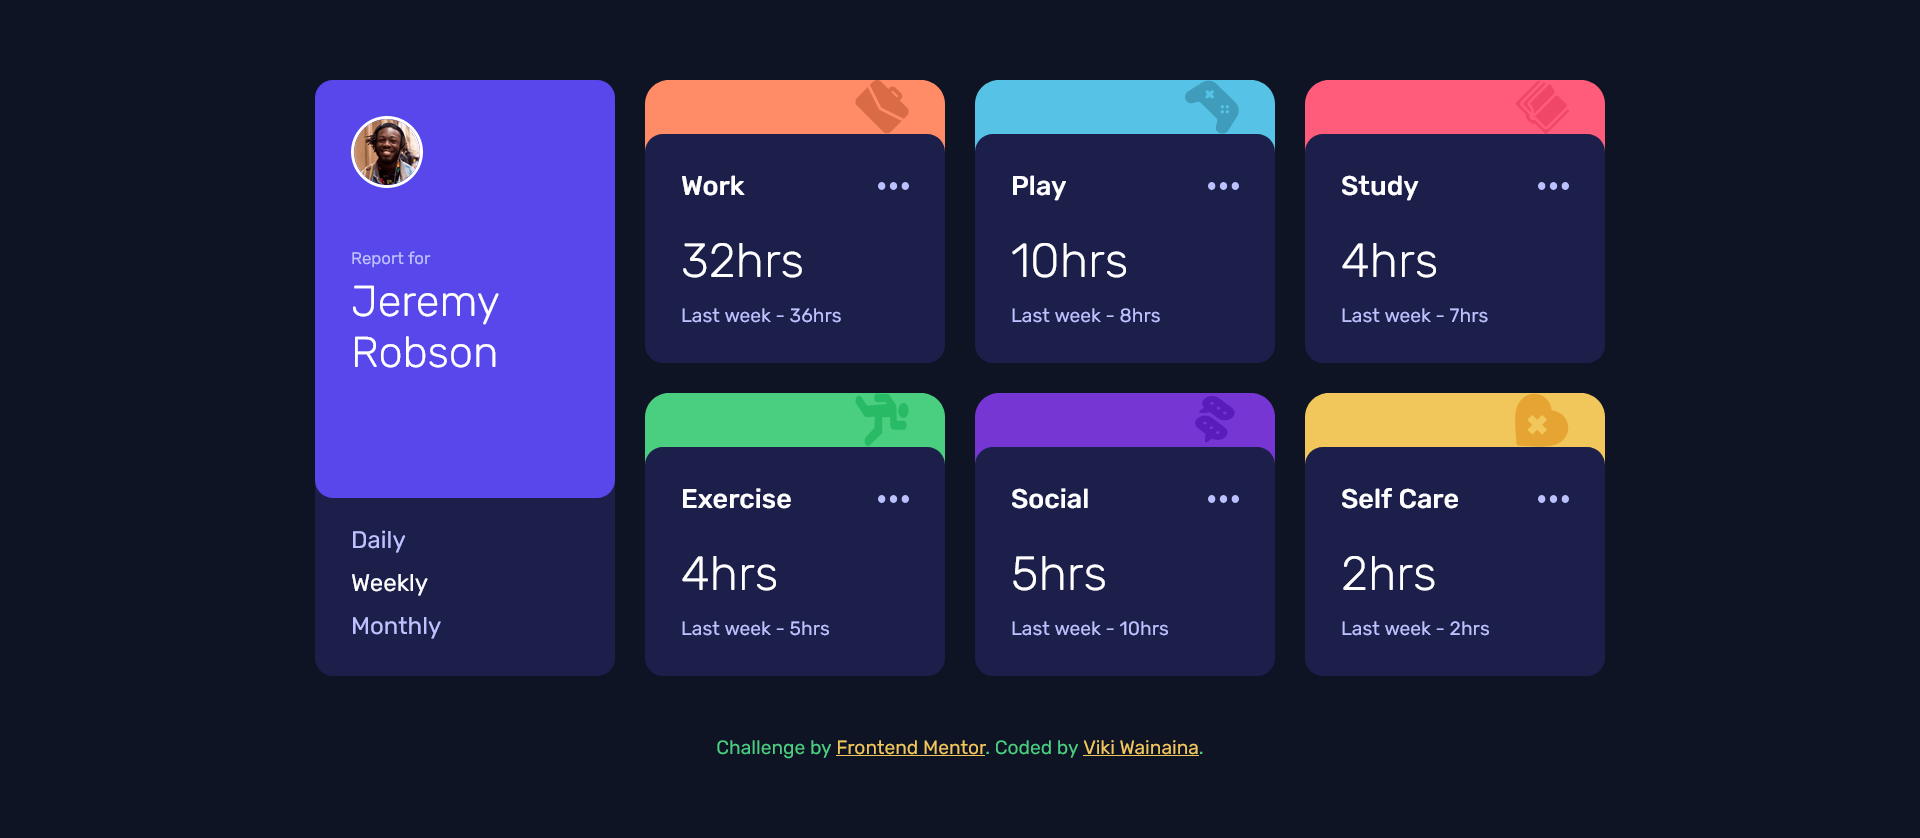 Report for
Jeremy
Robson
Daily
Weekly
Monthly
Work
32hrs
Last week - 36hrs
Play
10hrs
Last week - 8hrs
Study
4hrs
Last week - 7hrs
Exercise
4hrs
Last week - 5hrs
Social
5hrs
Last week - 10hrs
Self Care
2hrs
Last week - 2hrs
Challenge by Frontend Mentor. Coded by Viki Wainaina.